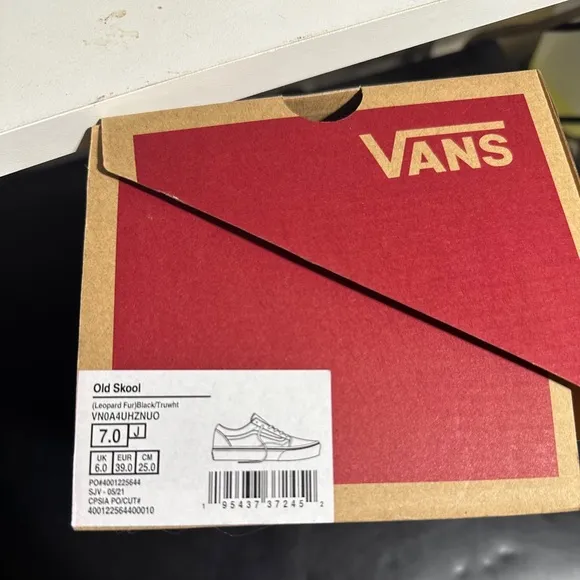 VANS
Old Skool
(Leopard Fur)Black/Truwht
VN0A4UHZNUO
7.0
UK EUR CM
6.0 39.0 25.0
PO#4001225644
SJV - 05/21
CPSIA PO/CUT#
400122564400010
1 95437 37245 2